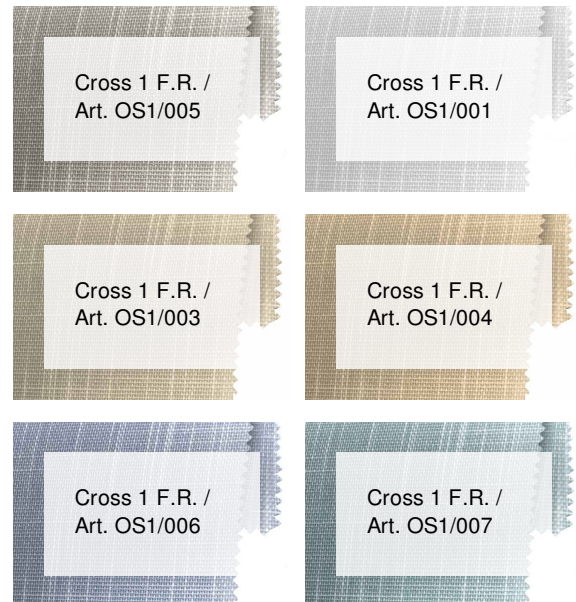 Cross 1 F.R. /
Art. OS1/005
Cross 1 F.R. /
Art. OS1/001
Cross 1 F.R. /
Art. OS1/003
Cross 1 F.R. /
Art. OS1/004
Cross 1 F.R. /
Art. OS1/006
Cross 1 F.R. /
Art. OS1/007